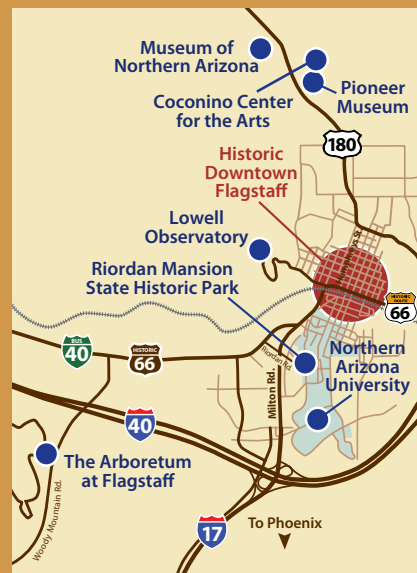 Museum of
Northern Arizona
Coconino Center
for the Arts
Pioneer
Museum
180
Historic
Downtown
Flagstaff
Humphreys St.
Lowell
Observatory
Riordan Mansion
State Historic Park
HISTORIC
ROUTE
66
BUS
40
HISTORIC
66
Riordan Rd.
Milton Rd.
Northern
Arizona
University
40
The Arboretum
at Flagstaff
Woody Mountain Rd.
17
To Phoenix